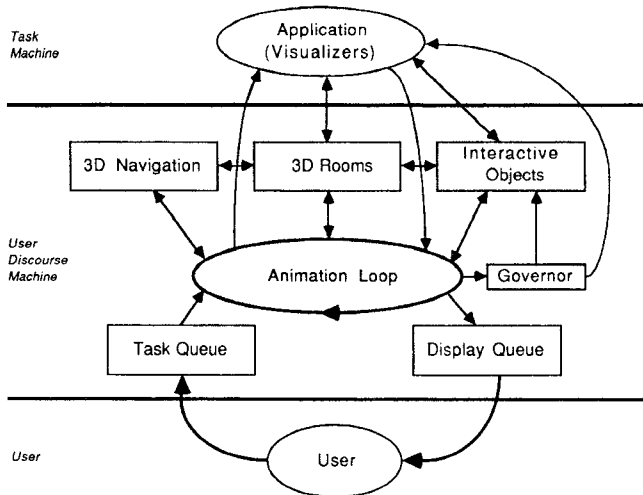 Task
Machine
Application
(Visualizers)
3D Navigation
3D Rooms
Interactive
Objects
User
Discourse
Machine
Animation Loop
Governor
Task Queue
Display Queue
User
User